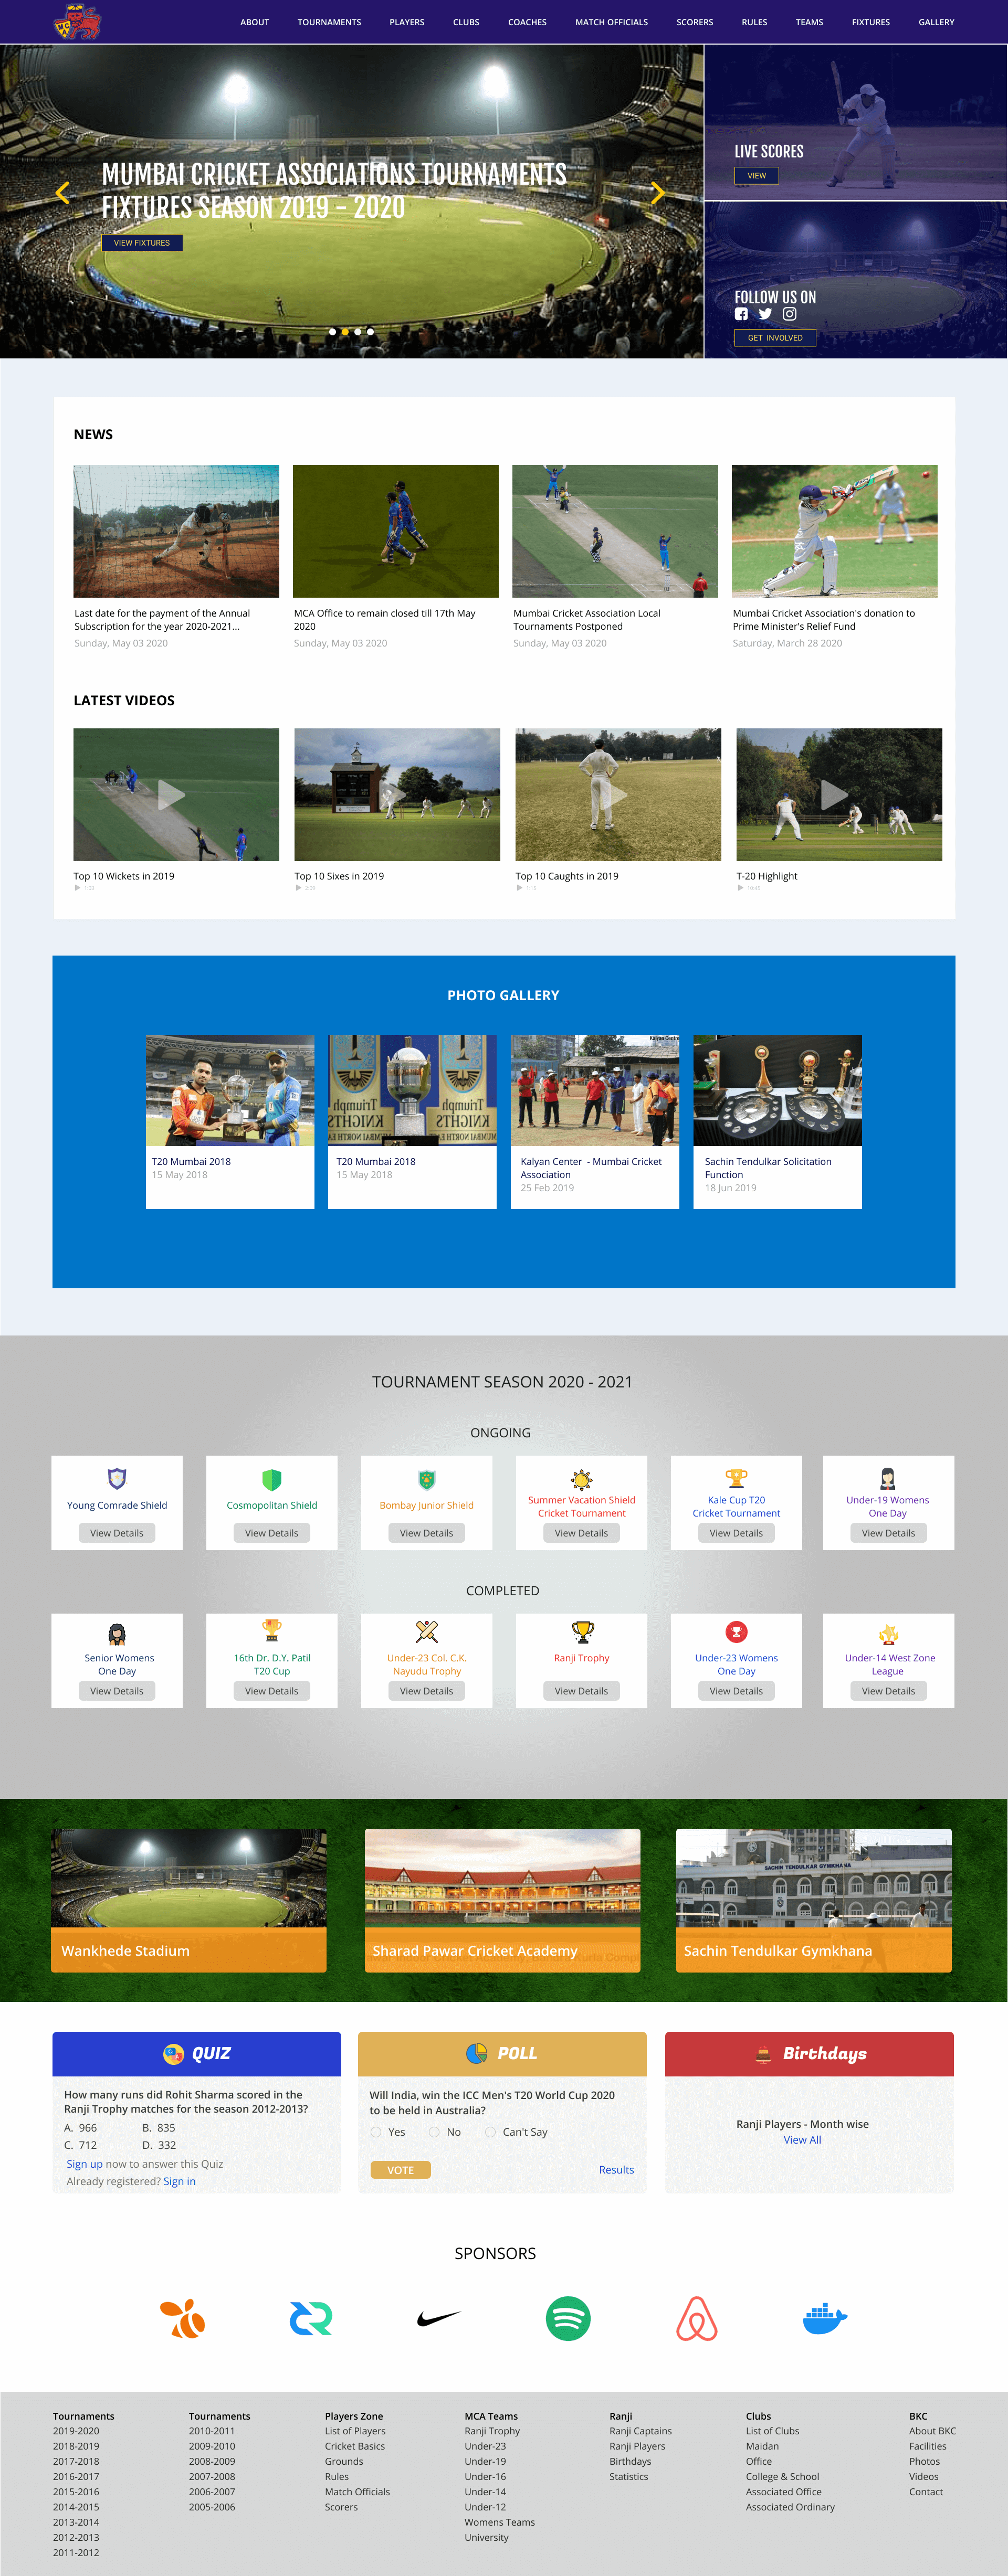 ABOUT TOURNAMENTS PLAYERS CLUBS COACHES MATCH OFFICIALS SCORERS RULES TEAMS FIXTURES GALLERY
MUMBAI CRICKET ASSOCIATIONS TOURNAMENTS
FIXTURES SEASON 2019 - 2020
VIEW FIXTURES
LIVE SCORES
VIEW
FOLLOW US ON
GET INVOLVED
NEWS
Last date for the payment of the Annual
Subscription for the year 2020-2021...
Sunday, May 03 2020
MCA Office to remain closed till 17th May
2020
Sunday, May 03 2020
Mumbai Cricket Association Local
Tournaments Postponed
Sunday, May 03 2020
Mumbai Cricket Association's donation to
Prime Minister's Relief Fund
Saturday, March 28 2020
LATEST VIDEOS
Top 10 Wickets in 2019
Top 10 Sixes in 2019
Top 10 Caughts in 2019
T-20 Highlight
PHOTO GALLERY
T20 Mumbai 2018
15 May 2018
Triumph
KNIGHTS
T20 Mumbai 2018
15 May 2018
Kalyan Center - Mumbai Cricket
Association
25 Feb 2019
Sachin Tendulkar Solicitation
Function
18 Jun 2019
TOURNAMENT SEASON 2020 - 2021
ONGOING
Young Comrade Shield
View Details
Cosmopolitan Shield
View Details
Bombay Junior Shield
View Details
Summer Vacation Shield
Cricket Tournament
View Details
Kale Cup T20
Cricket Tournament
View Details
Under-19 Womens
One Day
View Details
COMPLETED
Senior Womens
One Day
View Details
16th Dr. D.Y. Patil
T20 Cup
View Details
Under-23 Col. C.K.
Nayudu Trophy
View Details
Ranji Trophy
View Details
Under-23 Womens
One Day
View Details
Under-14 West Zone
League
View Details
Wankhede Stadium
Sharad Pawar Cricket Academy
SACHIN TENDULKAR GYMKHANA
Sachin Tendulkar Gymkhana
QUIZ
How many runs did Rohit Sharma scored in the
Ranji Trophy matches for the season 2012-2013?
A. 966 B. 835
C. 712 D. 332
Sign up now to answer this Quiz
Already registered? Sign in
POLL
Will India, win the ICC Men's T20 World Cup 2020
to be held in Australia?
Yes No Can't Say
VOTE Results
Birthdays
Ranji Players - Month wise
View All
SPONSORS
Tournaments
2019-2020
2018-2019
2017-2018
2016-2017
2015-2016
2014-2015
2013-2014
2012-2013
2011-2012
Tournaments
2010-2011
2009-2010
2008-2009
2007-2008
2006-2007
2005-2006
Players Zone
List of Players
Cricket Basics
Grounds
Rules
Match Officials
Scorers
MCA Teams
Ranji Trophy
Under-23
Under-19
Under-16
Under-14
Under-12
Womens Teams
University
Ranji
Ranji Captains
Ranji Players
Birthdays
Statistics
Clubs
List of Clubs
Maidan
Office
College & School
Associated Office
Associated Ordinary
BKC
About BKC
Facilities
Photos
Videos
Contact